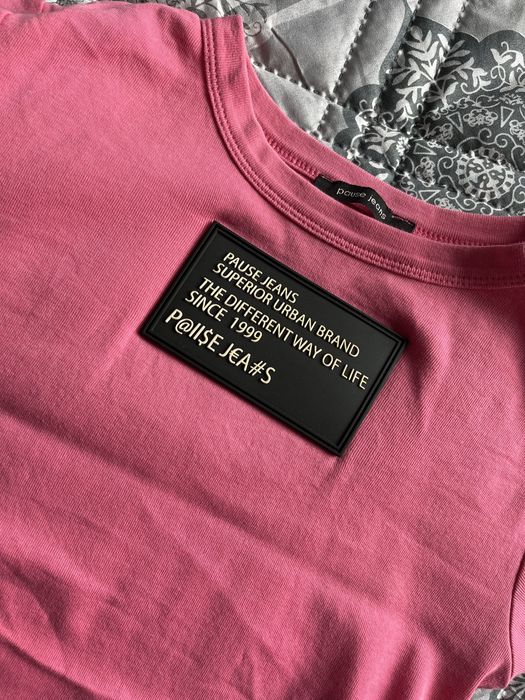 pause jeans
PAUSE JEANS
SUPERIOR URBAN BRAND
THE DIFFERENT WAY OF LIFE
SINCE 1999
P@II$E J€A#S